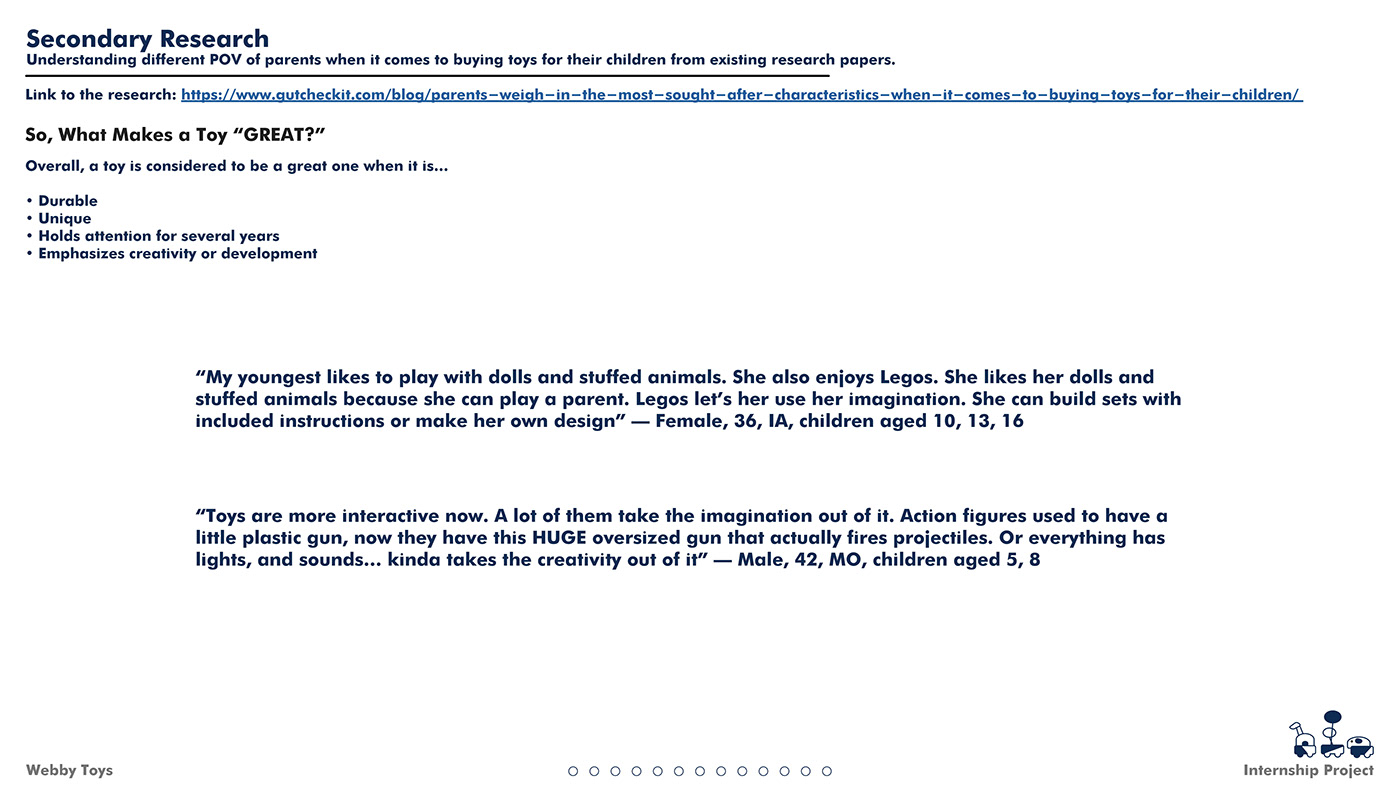 Secondary Research
Understanding different POV of parents when it comes to buying toys for their children from existing research papers.
Link to the research: https://www.gutcheckit.com/blog/parents−weigh−in−the−most−sought−after−characteristics−when−it−comes−to−buying−toys−for−their−children/
So, What Makes a Toy “GREAT?”
Overall, a toy is considered to be a great one when it is...
• Durable
• Unique
• Holds attention for several years
• Emphasizes creativity or development
“My youngest likes to play with dolls and stuffed animals. She also enjoys Legos. She likes her dolls and
stuffed animals because she can play a parent. Legos let’s her use her imagination. She can build sets with
included instructions or make her own design” — Female, 36, IA, children aged 10, 13, 16
“Toys are more interactive now. A lot of them take the imagination out of it. Action figures used to have a
little plastic gun, now they have this HUGE oversized gun that actually fires projectiles. Or everything has
lights, and sounds... kinda takes the creativity out of it” — Male, 42, MO, children aged 5, 8
Webby Toys
Internship Project